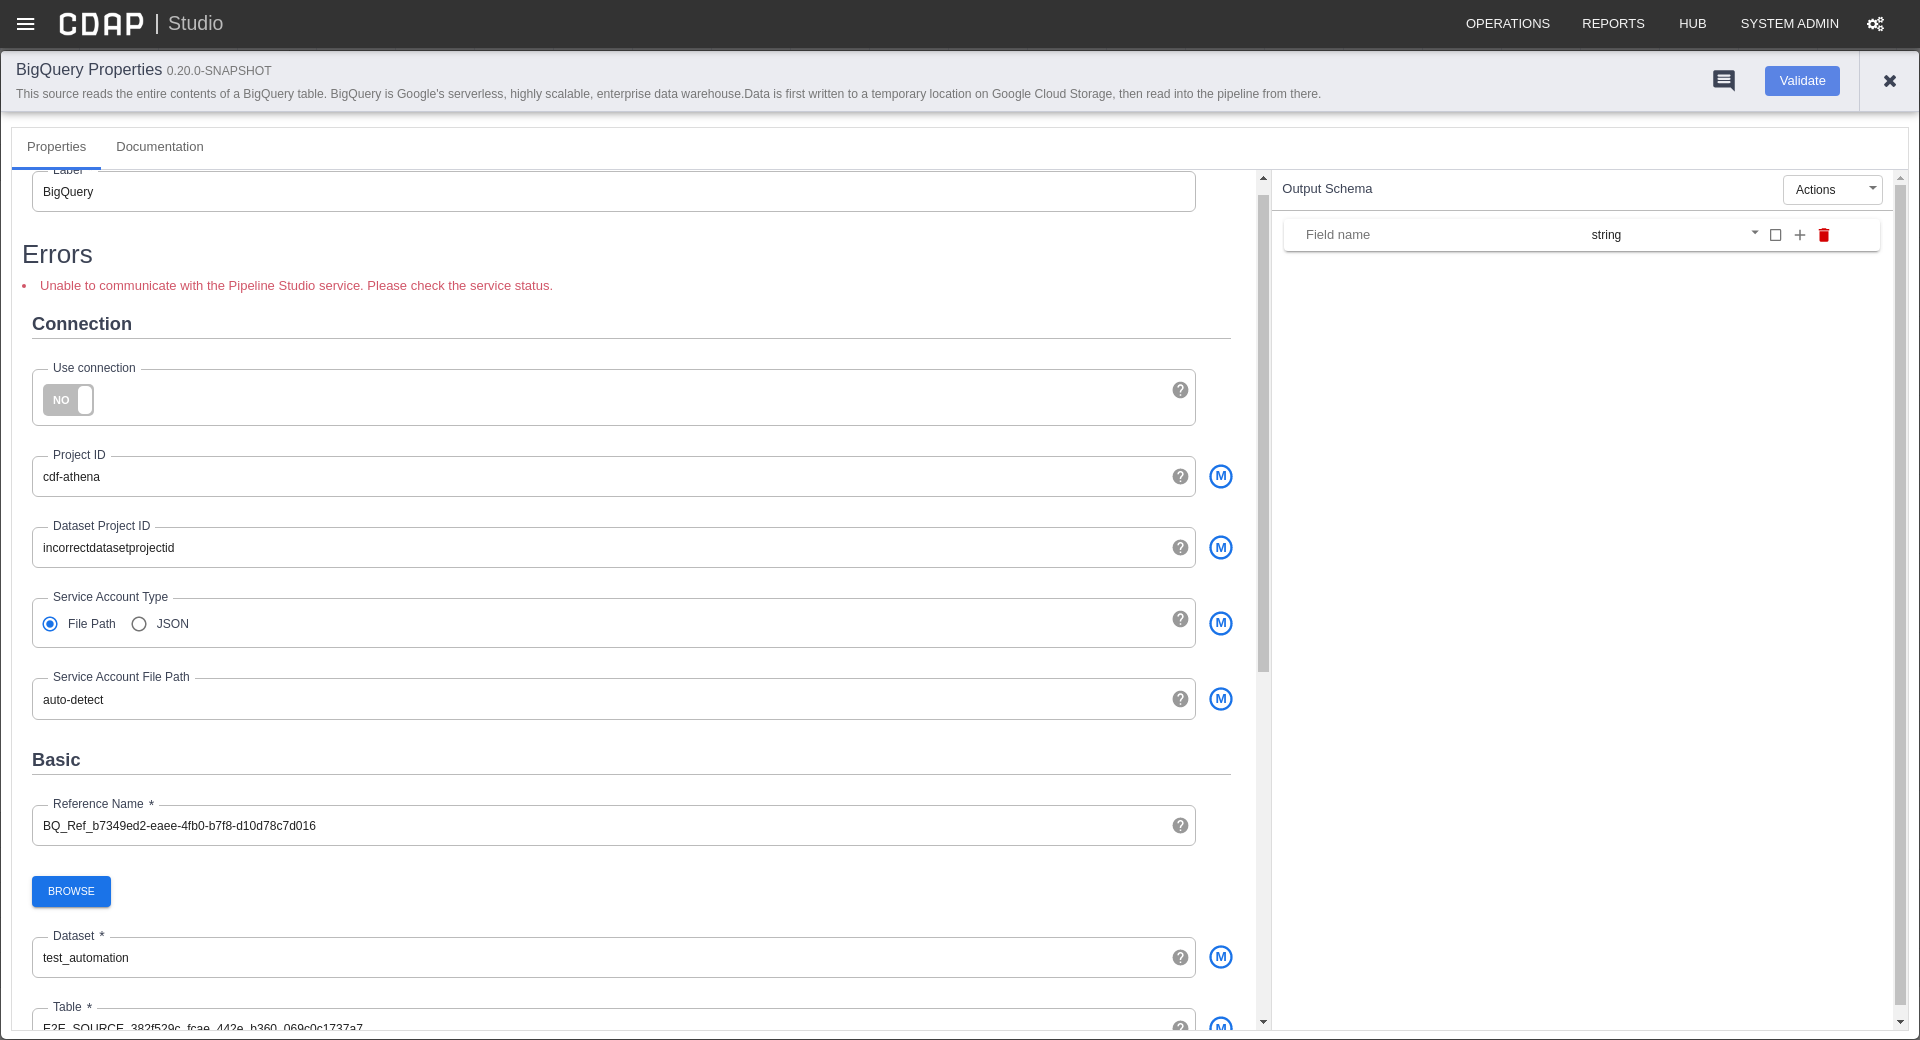 CDAP | Studio
OPERATIONS REPORTS HUB SYSTEM ADMIN
BigQuery Properties 0.20.0-SNAPSHOT
This source reads the entire contents of a BigQuery table. BigQuery is Google's serverless, highly scalable, enterprise data warehouse.Data is first written to a temporary location on Google Cloud Storage, then read into the pipeline from there.
Validate
Properties Documentation
Label
BigQuery
Errors
Unable to communicate with the Pipeline Studio service. Please check the service status.
Connection
Use connection
NO
Project ID
cdf-athena
M
Dataset Project ID
incorrectdatasetprojectid
M
Service Account Type
File Path JSON
M
Service Account File Path
auto-detect
M
Basic
Reference Name *
BQ_Ref_b7349ed2-eaee-4fb0-b7f8-d10d78c7d016
BROWSE
Dataset *
test_automation
M
Table *
E2E_SOURCE_382f529c_fcae_442e_b360_069c0c1737a7
M
Output Schema
Actions
Field name string